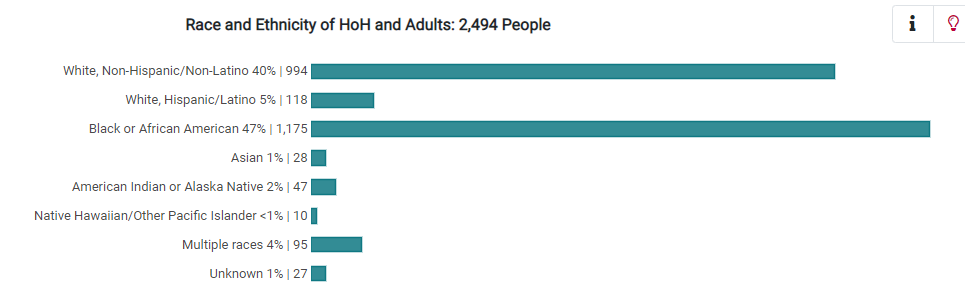 Race and Ethnicity of HoH and Adults: 2,494 People
i
White, Non-Hispanic/Non-Latino 40% | 994
White, Hispanic/Latino 5% | 118
Black or African American 47% | 1,175
Asian 1% | 28
American Indian or Alaska Native 2% | 47
Native Hawaiian/Other Pacific Islander <1% | 10
Multiple races 4% | 95
Unknown 1% | 27